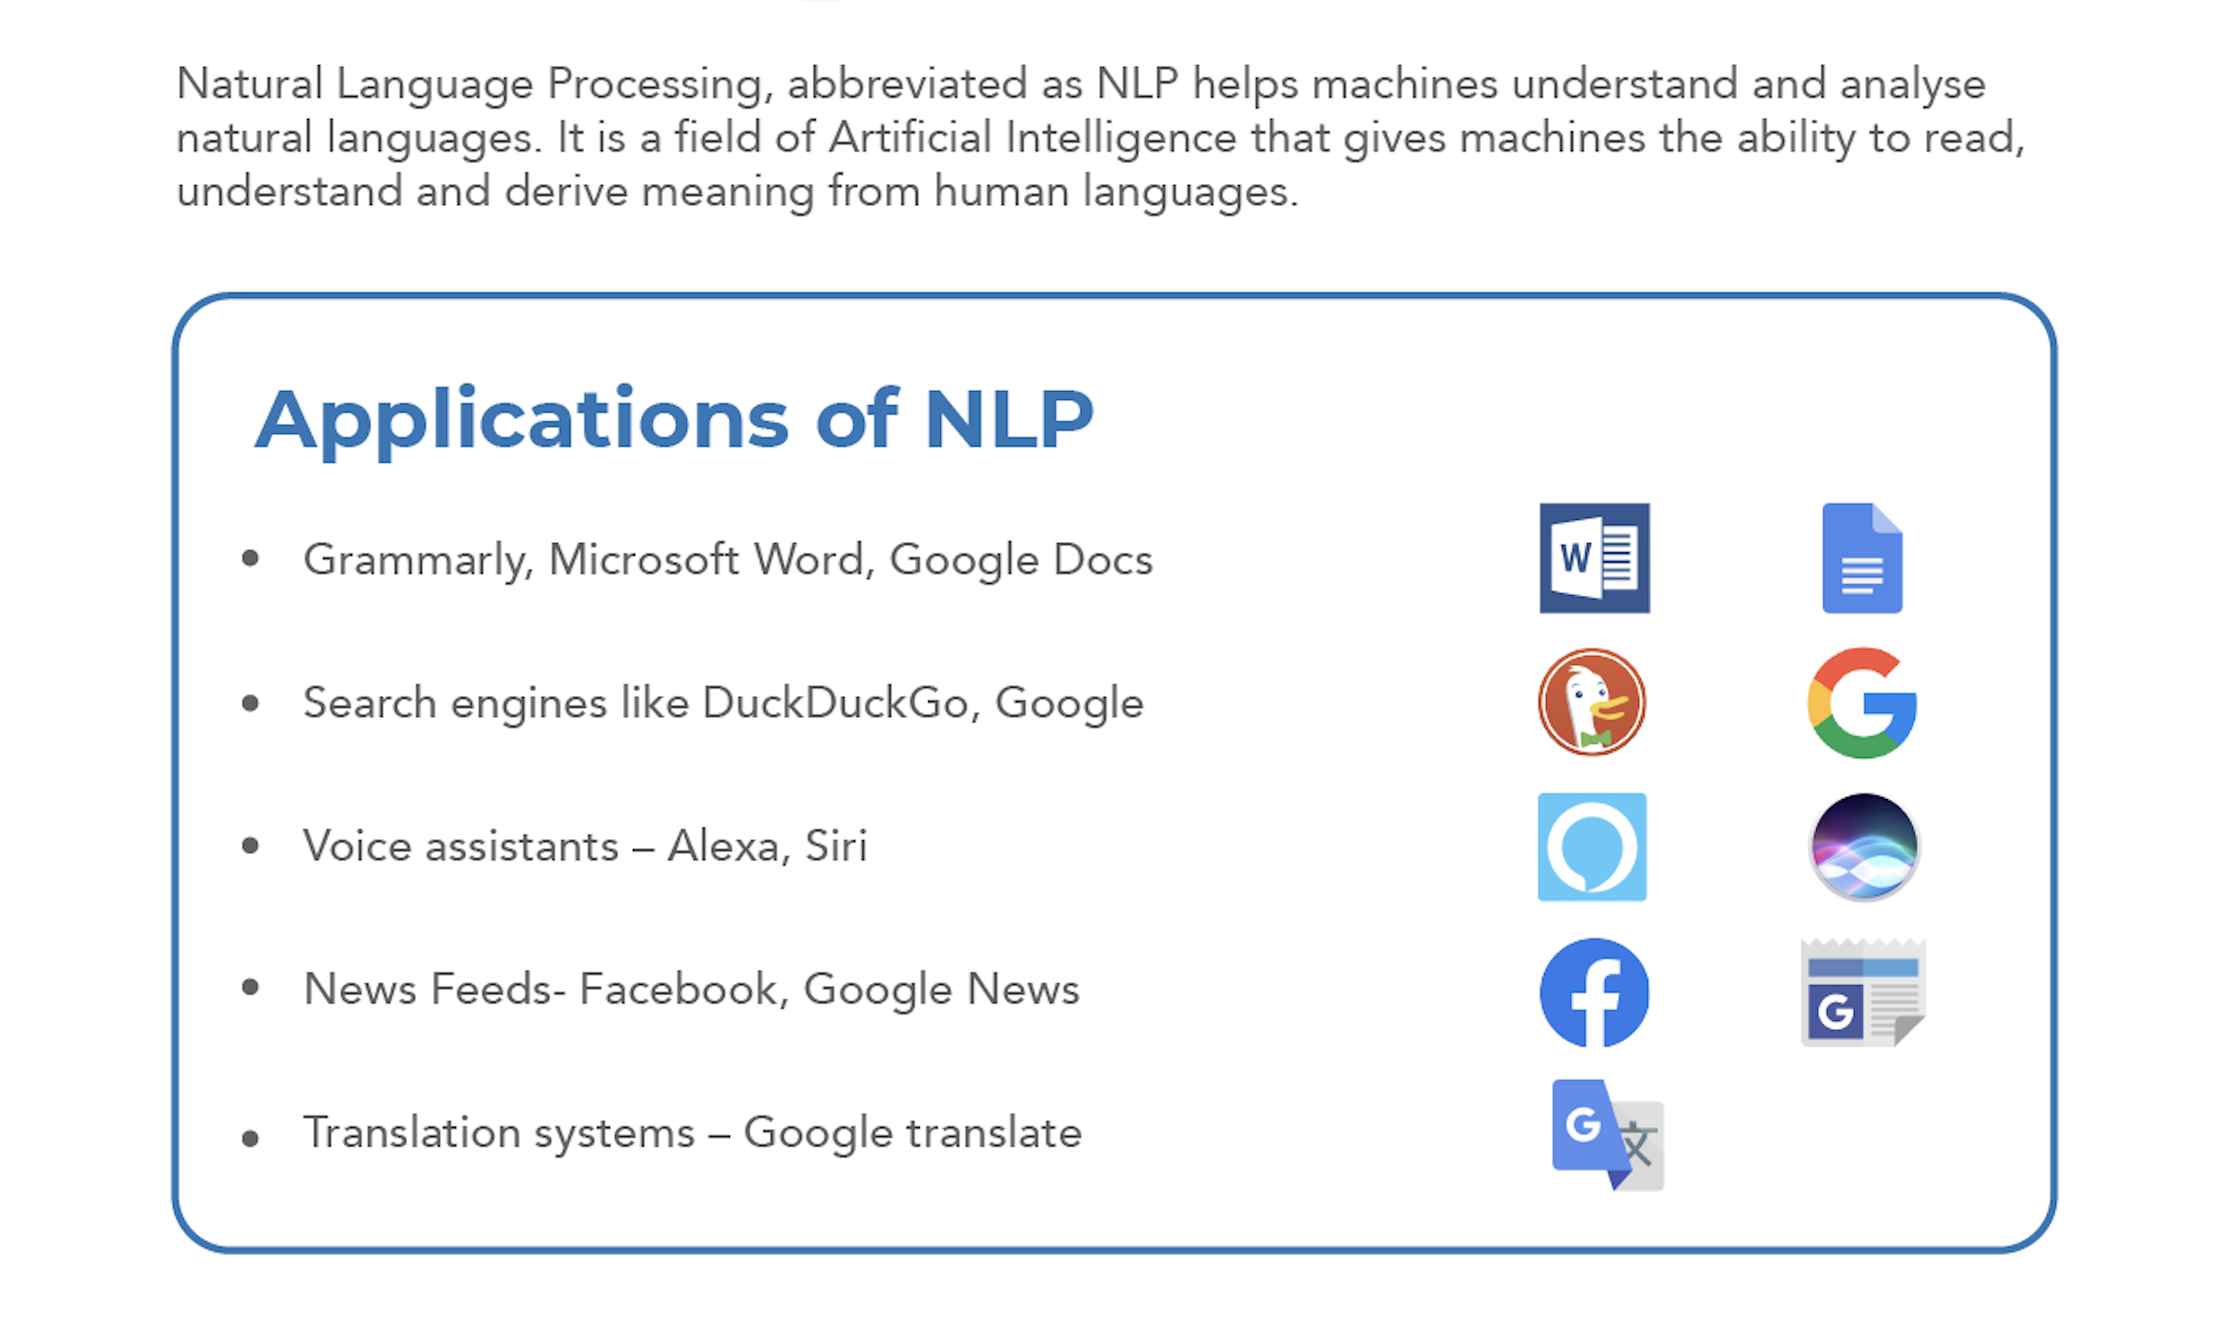 Natural Language Processing, abbreviated as NLP helps machines understand and analyse
natural languages. It is a field of Artificial Intelligence that gives machines the ability to read,
understand and derive meaning from human languages.
Applications of NLP
• Grammarly, Microsoft Word, Google Docs
W
• Search engines like DuckDuckGo, Google
G
• Voice assistants – Alexa, Siri
• News Feeds- Facebook, Google News
f
G
• Translation systems – Google translate
G
文